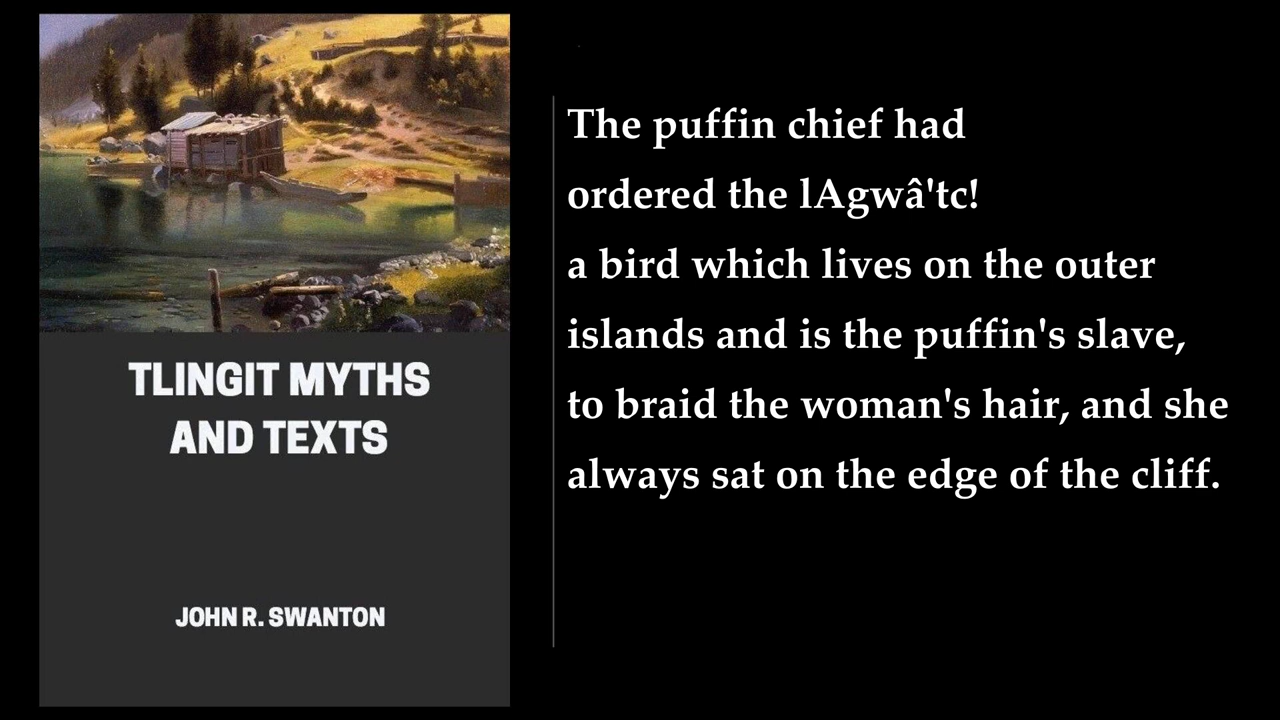 TLINGIT MYTHS
AND TEXTS
JOHN R. SWANTON
The puffin chief had
ordered the lAgwâ'tc!
a bird which lives on the outer
islands and is the puffin's slave,
to braid the woman's hair, and she
always sat on the edge of the cliff.